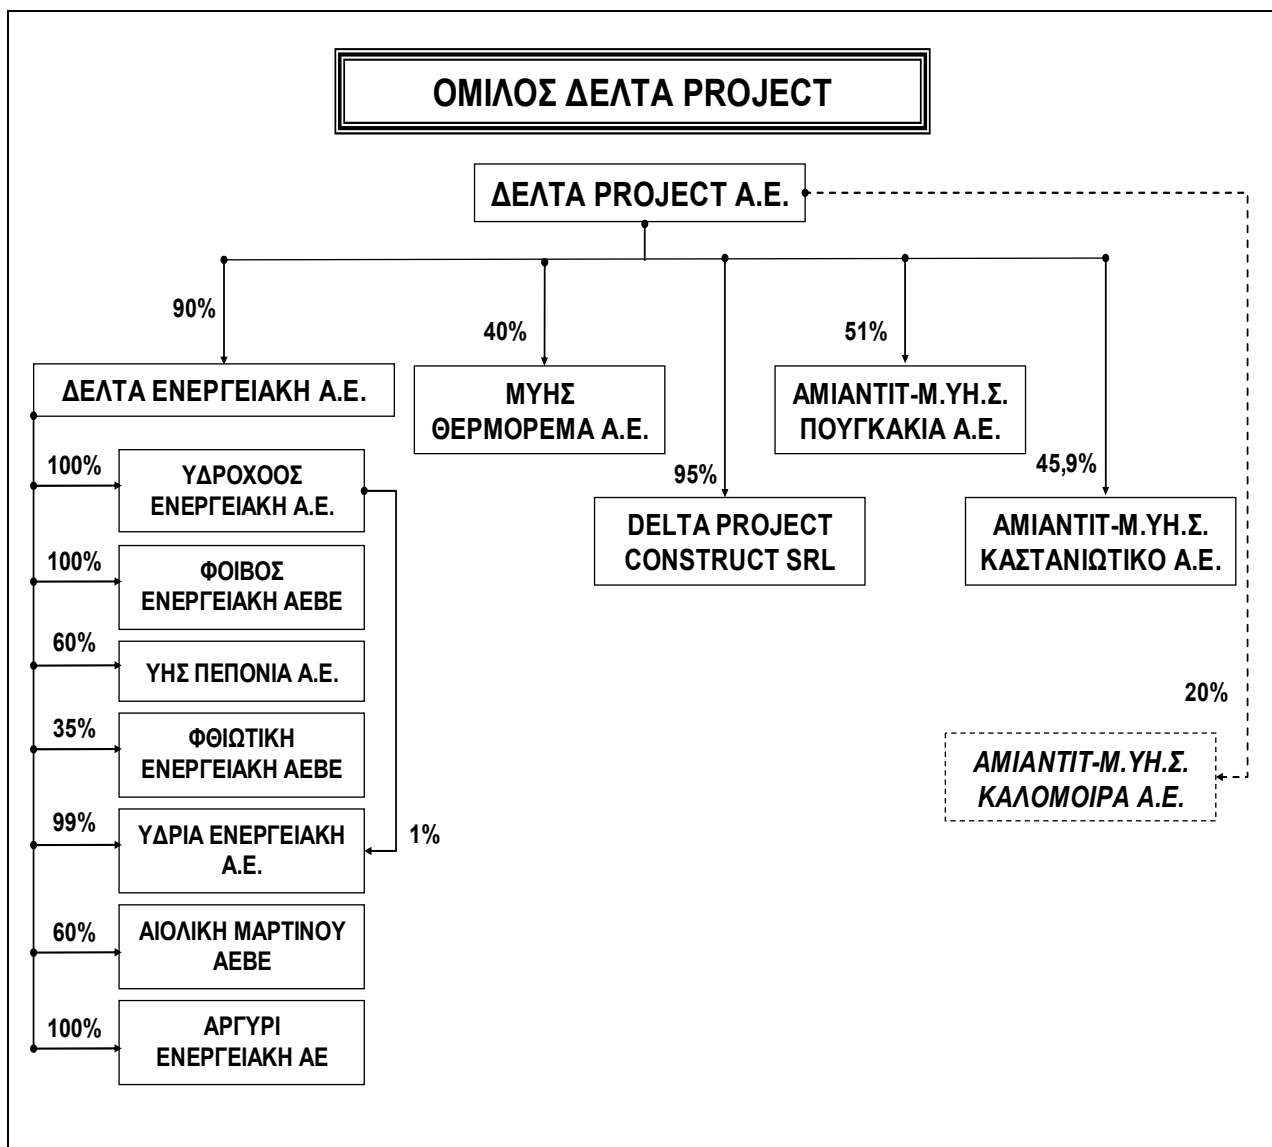 ΟΜΙΛΟΣ ΔΕΛΤΑ PROJECT
ΔΕΛΤΑ PROJECT Α.Ε.
90%
40%
51%
ΔΕΛΤΑ ΕΝΕΡΓΕΙΑΚΗ Α.Ε.
ΜΥΗΣ
ΘΕΡΜΟΡΕΜΑ Α.Ε.
ΑΜΙΑΝΤΙΤ-Μ.ΥΗ.Σ.
ΠΟΥΓΚΑΚΙΑ Α.Ε.
95%
45,9%
DELTA PROJECT
CONSTRUCT SRL
ΑΜΙΑΝΤΙΤ-Μ.ΥΗ.Σ.
ΚΑΣΤΑΝΙΩΤΙΚΟ Α.Ε.
100%
ΥΔΡΟΧΟΟΣ
ΕΝΕΡΓΕΙΑΚΗ Α.Ε.
100%
ΦΟΙΒΟΣ
ΕΝΕΡΓΕΙΑΚΗ ΑΕΒΕ
60%
ΥΗΣ ΠΕΠΟΝΙΑ Α.Ε.
35%
ΦΘΙΩΤΙΚΗ
ΕΝΕΡΓΕΙΑΚΗ ΑΕΒΕ
99%
ΥΔΡΙΑ ΕΝΕΡΓΕΙΑΚΗ
Α.Ε.
1%
60%
ΑΙΟΛΙΚΗ ΜΑΡΤΙΝΟΥ
ΑΕΒΕ
100%
ΑΡΓΥΡΙ
ΕΝΕΡΓΕΙΑΚΗ ΑΕ
20%
ΑΜΙΑΝΤΙΤ-Μ.ΥΗ.Σ.
ΚΑΛΟΜΟΙΡΑ Α.Ε.